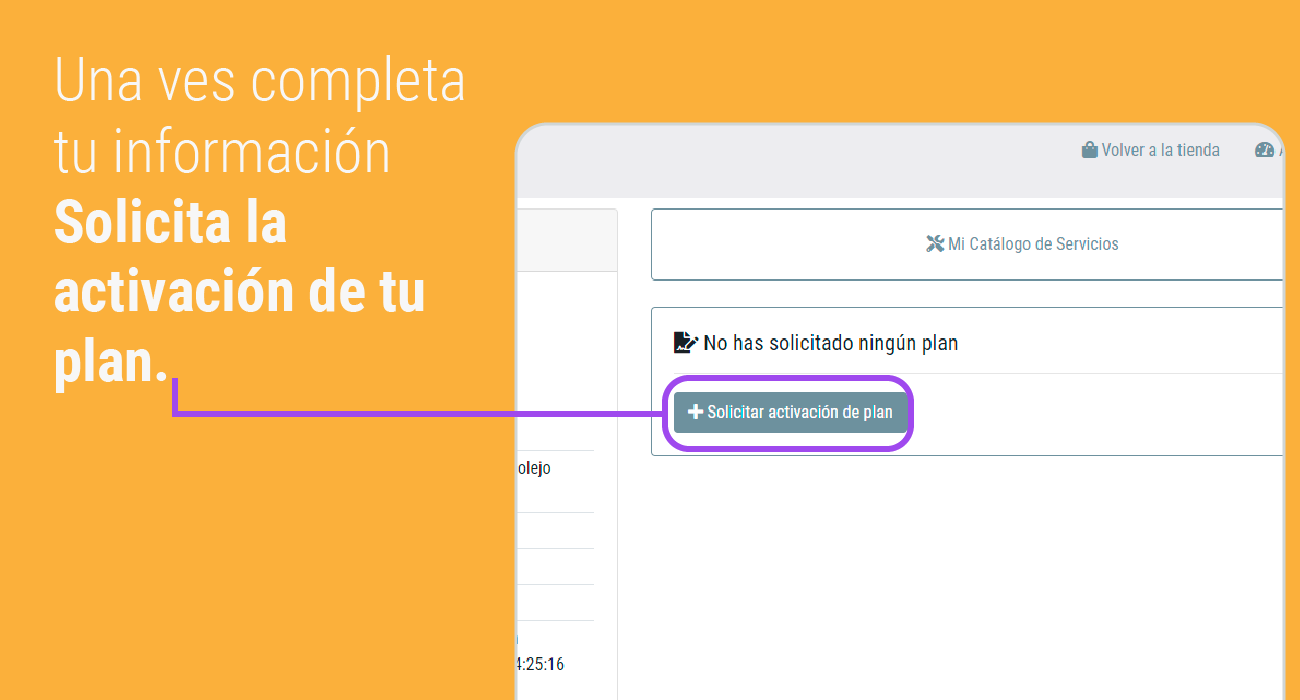 Una ves completa
tu información
Solicita la
activación de tu
plan.
Volver a la tienda
Mi Catálogo de Servicios
No has solicitado ningún plan
Solicitar activación de plan
olejo
4:25:16